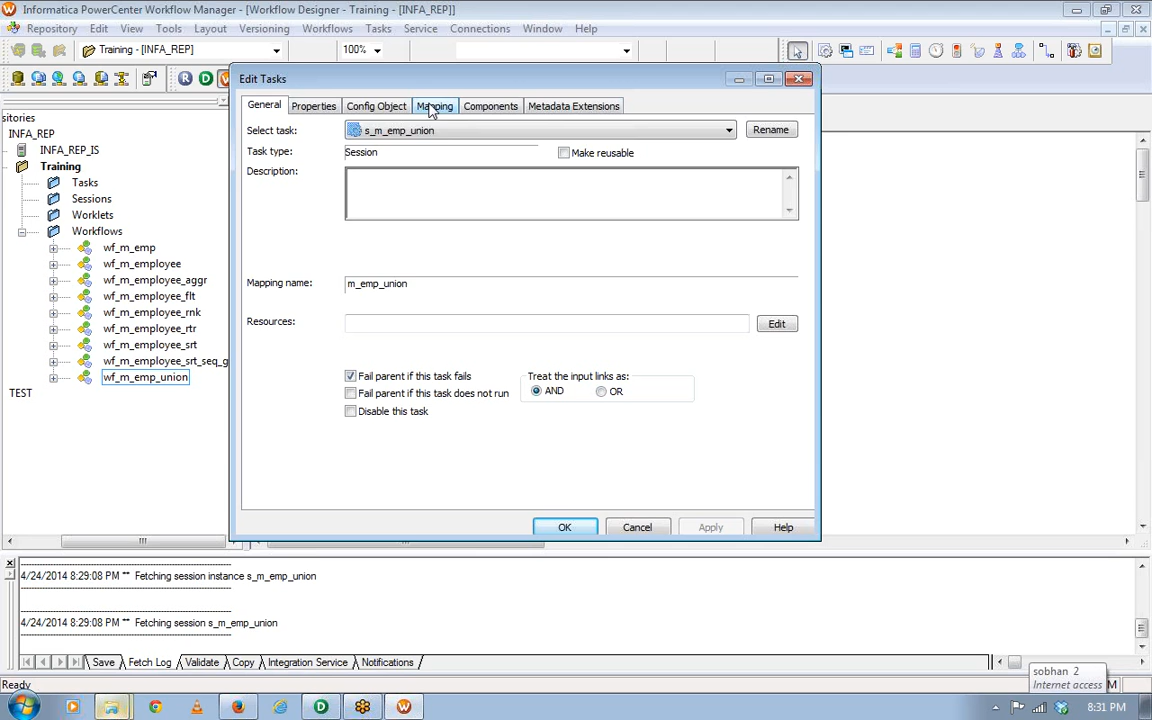 Informatica PowerCenter Workflow Manager - [Workflow Designer - [INFA_REP]]
Repository Edit View Tools Layout Versioning Workflows Tasks Service Connections Window Help
Training - [INFA_REP] 100%
R D W
Edit Tasks
General Properties Config Object Mapping Components Metadata Extensions
Select task: s_m_emp_union Rename
Task type: Session Make reusable
Description:
Mapping name: m_emp_union
Resources: Edit
Fail parent if this task fails
Fail parent if this task does not run
Disable this task
Treat the input links as:
AND OR
OK Cancel Apply Help
sitories
INFA_REP
INFA_REP_IS
Training
Tasks
Sessions
Worklets
Workflows
wf_m_emp
wf_m_employee
wf_m_employee_aggr
wf_m_employee_flt
wf_m_employee_rnk
wf_m_employee_rtr
wf_m_employee_srt
wf_m_employee_srt_seq_g
wf_m_emp_union
TEST
4/24/2014 8:29:08 PM ** Fetching session instance s_m_emp_union
4/24/2014 8:29:08 PM ** Fetching session s_m_emp_union
Save Fetch Log Validate Copy Integration Service Notifications
Ready
sobhan 2
Internet access
M
8:31 PM